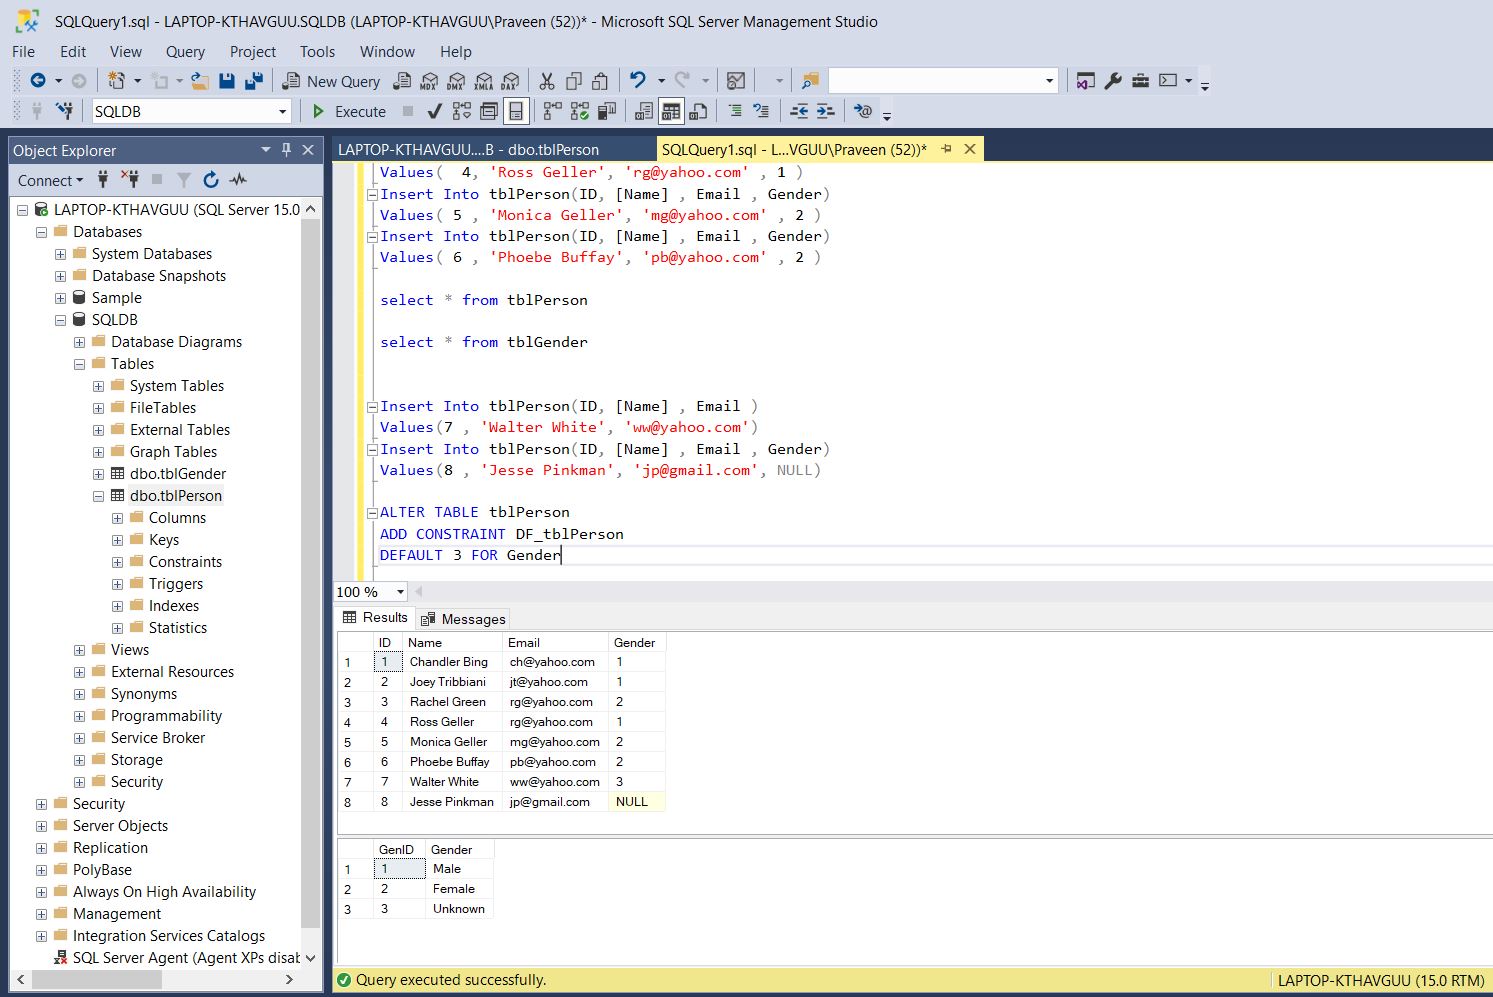 SQLQuery1.sql - LAPTOP-KTHAVGUU.SQLDB (LAPTOP-KTHAVGUU\Praveen (52))* - Microsoft SQL Server Management Studio
File Edit View Query Project Tools Window Help
New Query MDX DMX XMLA DAX
SQLDB Execute
Object Explorer
Connect
LAPTOP-KTHAVGUU (SQL Server 15.0
Databases
System Databases
Database Snapshots
Sample
SQLDB
Database Diagrams
Tables
System Tables
FileTables
External Tables
Graph Tables
dbo.tblGender
dbo.tblPerson
Columns
Keys
Constraints
Triggers
Indexes
Statistics
Views
External Resources
Synonyms
Programmability
Service Broker
Storage
Security
Security
Server Objects
Replication
PolyBase
Always On High Availability
Management
Integration Services Catalogs
SQL Server Agent (Agent XPs disab
LAPTOP-KTHAVGUU....B - dbo.tblPerson
SQLQuery1.sql - L...VGUU\Praveen (52))*
Values( 4, 'Ross Geller', 'rg@yahoo.com' , 1 )
Insert Into tblPerson(ID, [Name] , Email , Gender)
Values( 5 , 'Monica Geller', 'mg@yahoo.com' , 2 )
Insert Into tblPerson(ID, [Name] , Email , Gender)
Values( 6 , 'Phoebe Buffay', 'pb@yahoo.com' , 2 )
select * from tblPerson
select * from tblGender
Insert Into tblPerson(ID, [Name] , Email )
Values(7 , 'Walter White', 'ww@yahoo.com')
Insert Into tblPerson(ID, [Name] , Email , Gender)
Values(8 , 'Jesse Pinkman', 'jp@gmail.com', NULL)
ALTER TABLE tblPerson
ADD CONSTRAINT DF_tblPerson
DEFAULT 3 FOR Gender
100 %
Results Messages
ID Name Email Gender
1 1 Chandler Bing ch@yahoo.com 1
2 2 Joey Tribbiani jt@yahoo.com 1
3 3 Rachel Green rg@yahoo.com 2
4 4 Ross Geller rg@yahoo.com 1
5 5 Monica Geller mg@yahoo.com 2
6 6 Phoebe Buffay pb@yahoo.com 2
7 7 Walter White ww@yahoo.com 3
8 8 Jesse Pinkman jp@gmail.com NULL
GenID Gender
1 1 Male
2 2 Female
3 3 Unknown
Query executed successfully.
LAPTOP-KTHAVGUU (15.0 RTM)